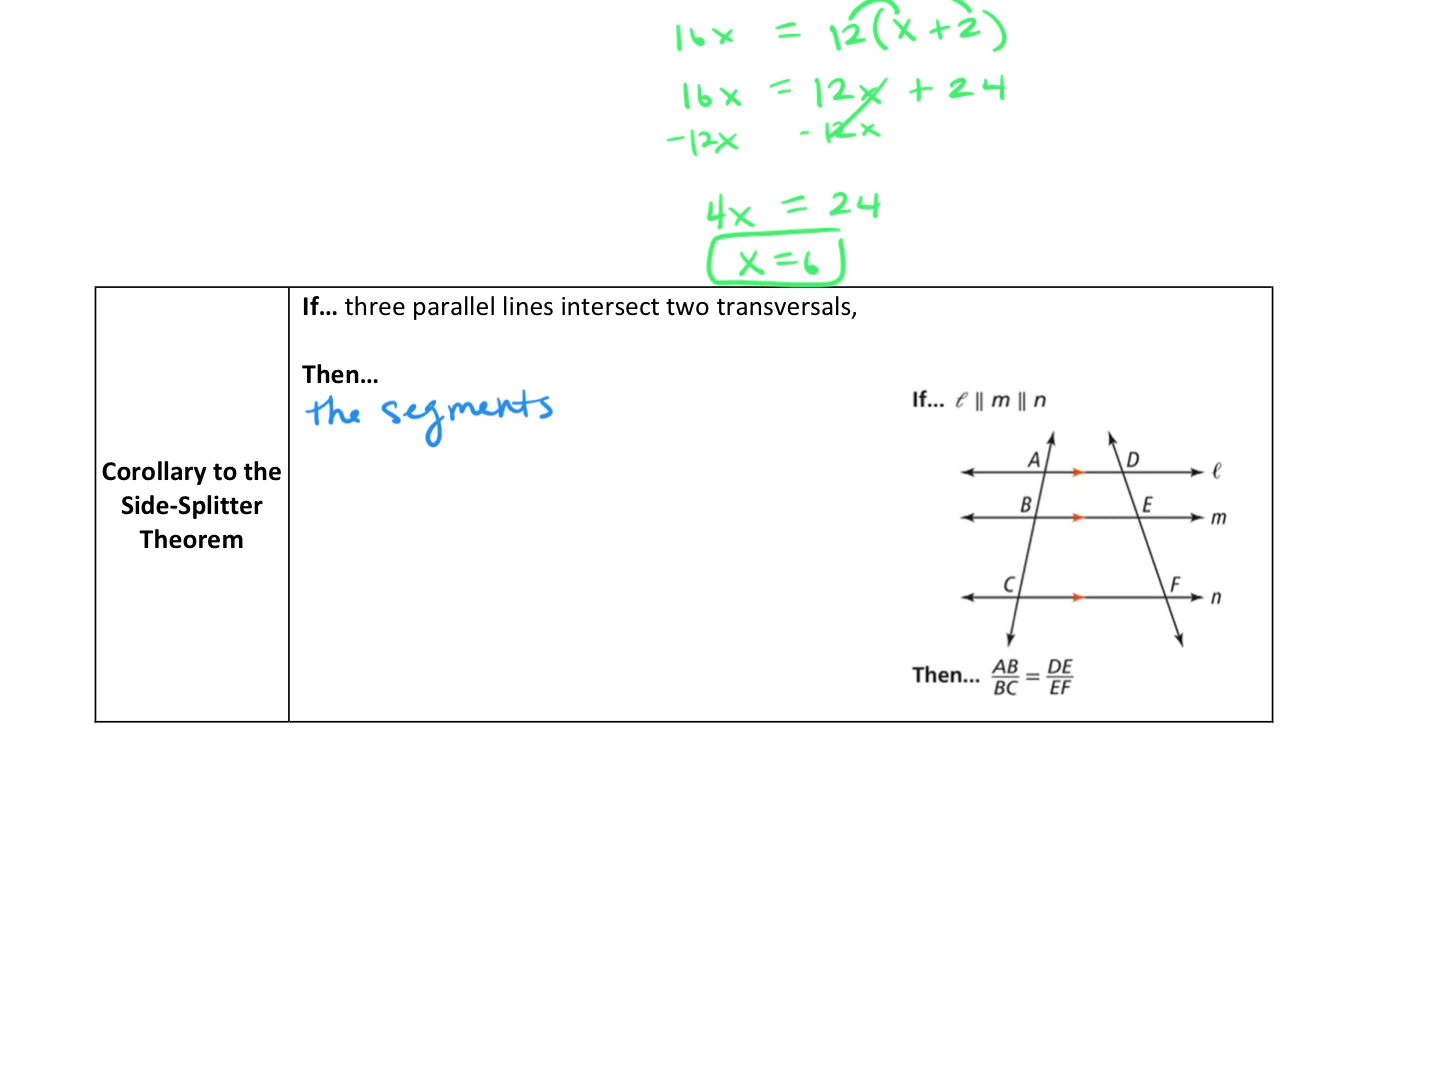 16x = 12(x+2)
16x = 12x + 24
-12x -12x
4x = 24
x=6
If... three parallel lines intersect two transversals,
Then...
the segments
Corollary to the
Side-Splitter
Theorem
If... ℓ ∥ m ∥ n
A D ℓ
B E m
C F n
Then... AB/BC = DE/EF